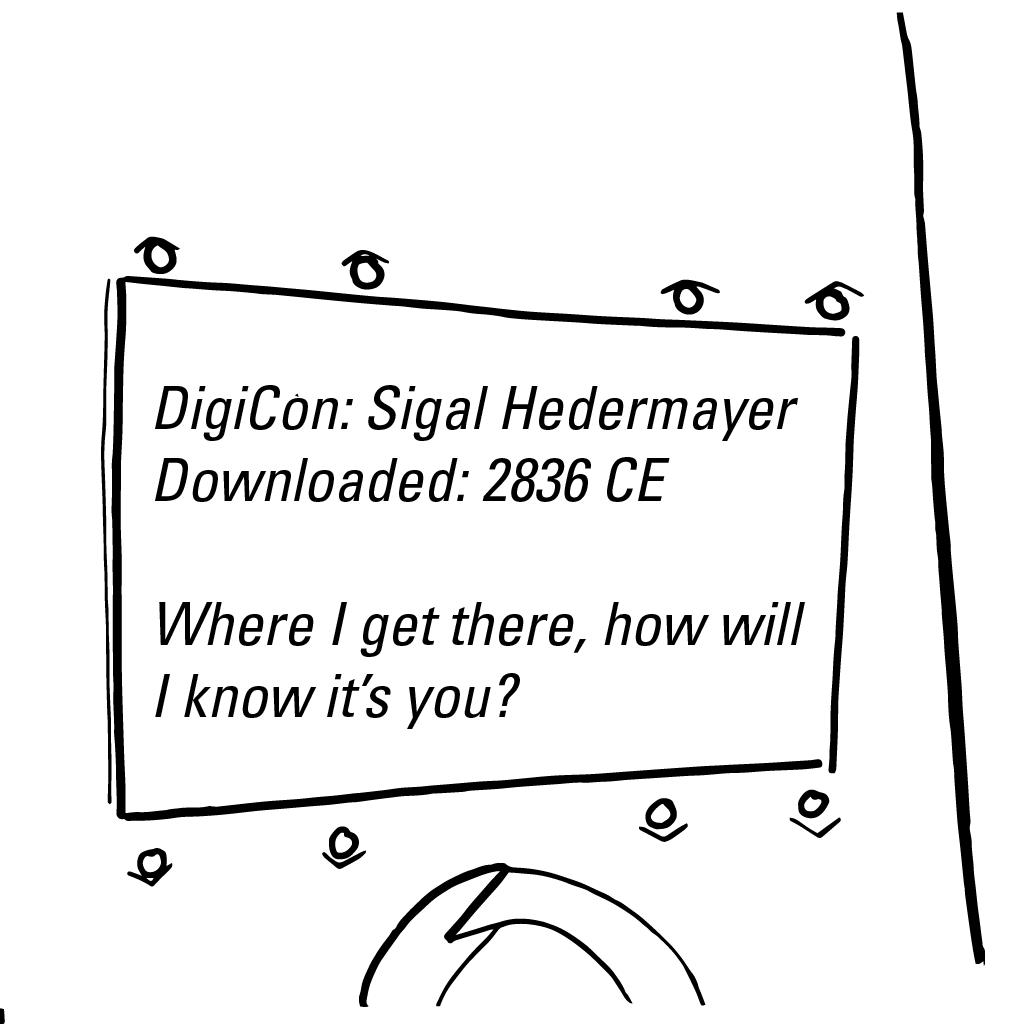 DigiCon: Sigal Hedermayer
Downloaded: 2836 CE
Where I get there, how will
I know it’s you?